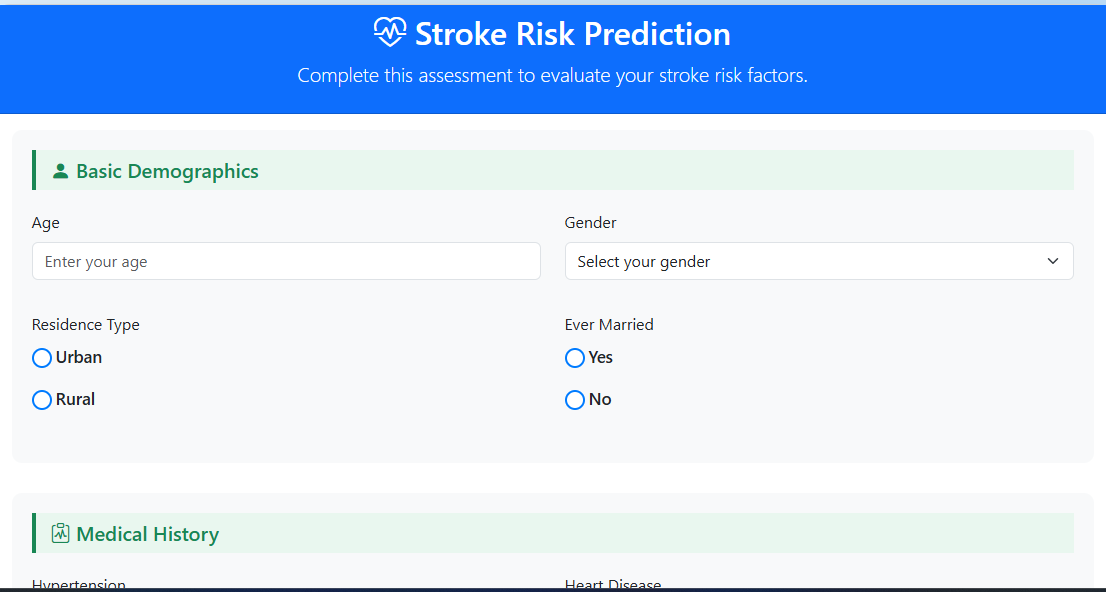 Stroke Risk Prediction
Complete this assessment to evaluate your stroke risk factors.
Basic Demographics
Age
Gender
Enter your age
Select your gender
Residence Type
Ever Married
Urban
Yes
Rural
No
Medical History
Hypertension
Heart Disease